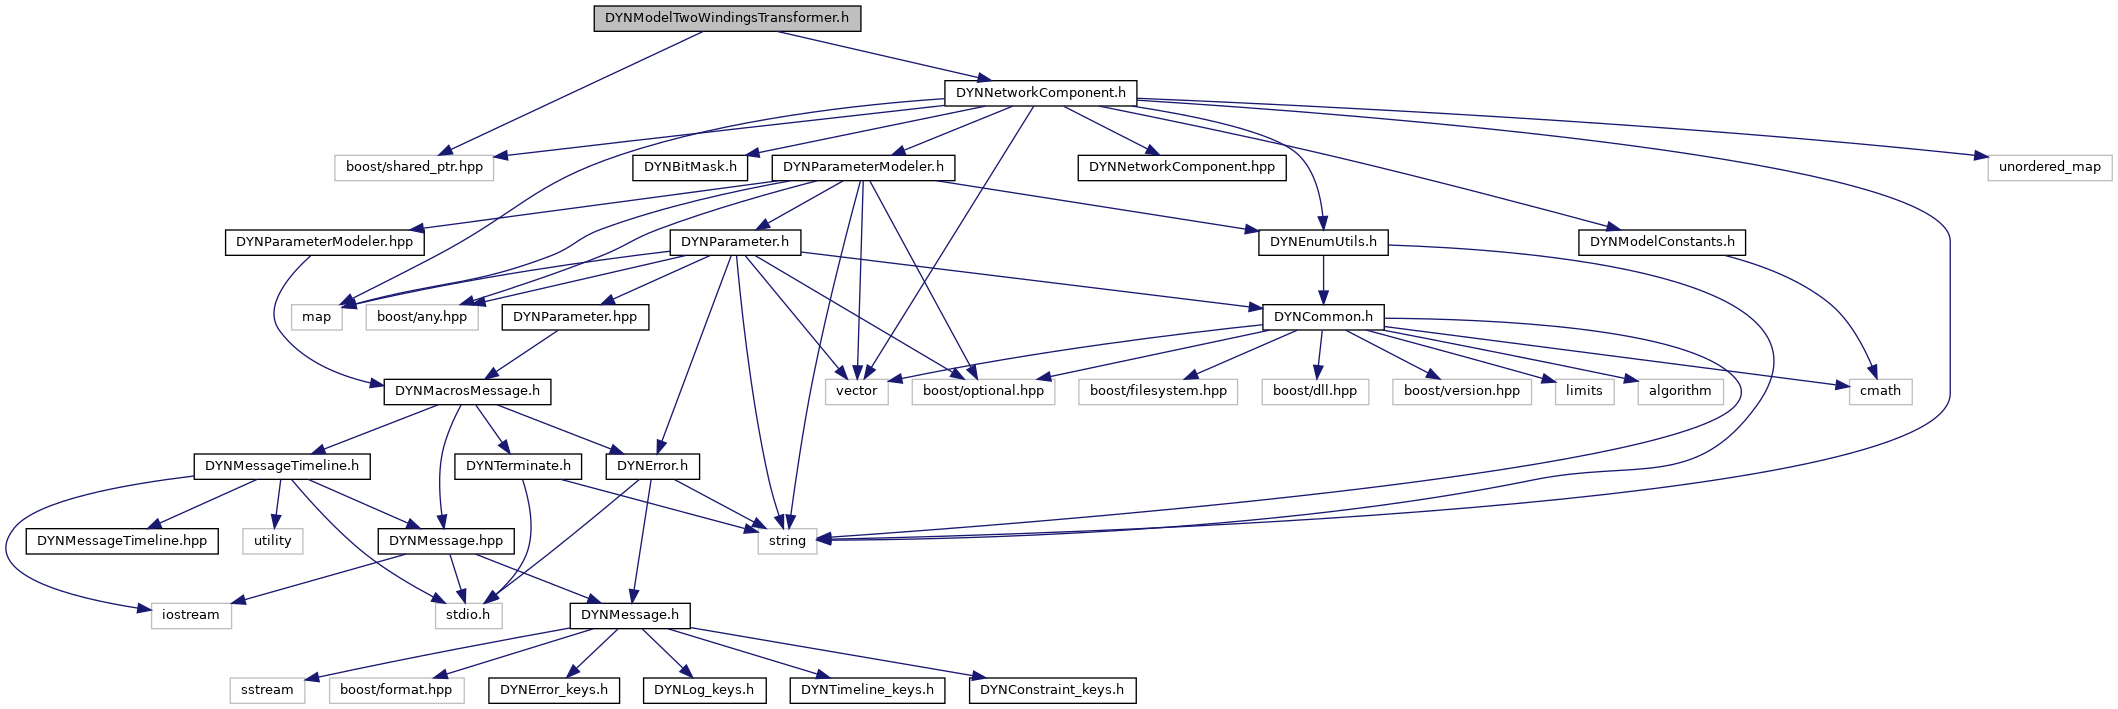 DYNModelTwoWindingsTransformer.h
DYNNetworkComponent.h
boost/shared_ptr.hpp
DYNBitMask.h
DYNParameterModeler.h
DYNNetworkComponent.hpp
unordered_map
DYNParameterModeler.hpp
DYNParameter.h
DYNEnumUtils.h
DYNModelConstants.h
map
boost/any.hpp
DYNParameter.hpp
DYNCommon.h
DYNMacrosMessage.h
vector
boost/optional.hpp
boost/filesystem.hpp
boost/dll.hpp
boost/version.hpp
limits
algorithm
cmath
DYNMessageTimeline.h
DYNTerminate.h
DYNError.h
DYNMessageTimeline.hpp
utility
DYNMessage.hpp
string
iostream
stdio.h
DYNMessage.h
sstream
boost/format.hpp
DYNError_keys.h
DYNLog_keys.h
DYNTimeline_keys.h
DYNConstraint_keys.h